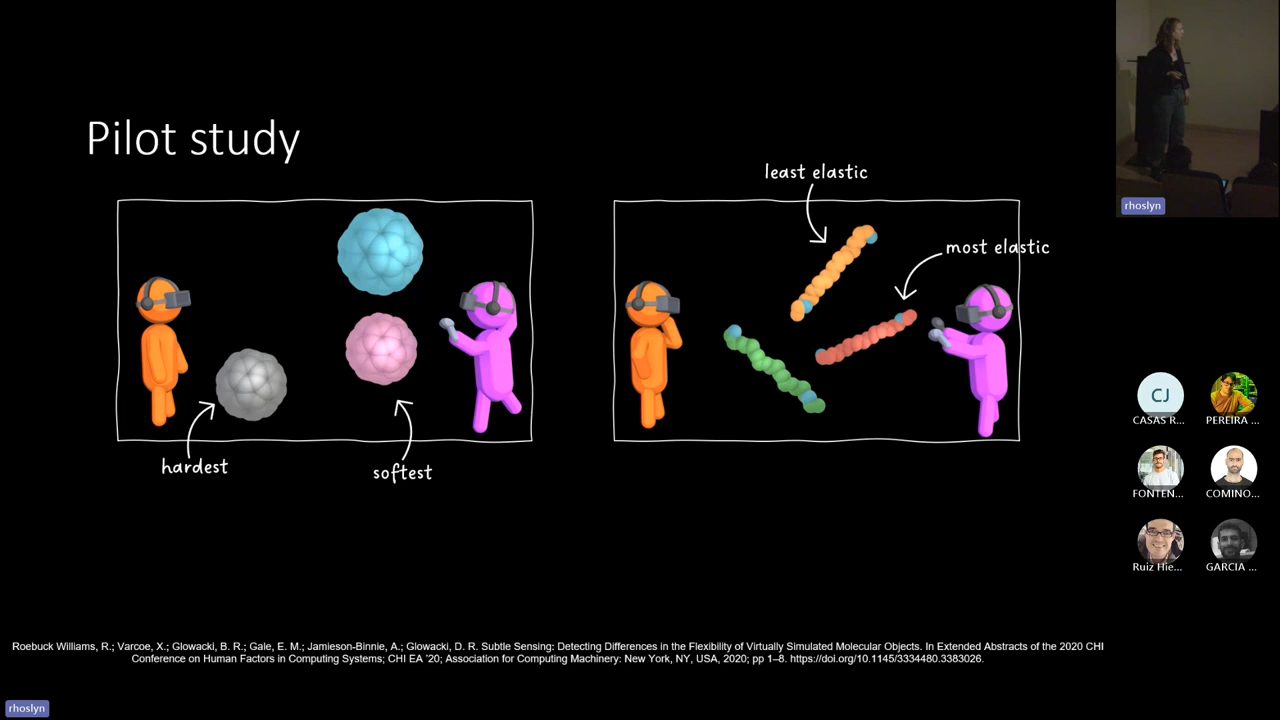 Pilot study
least elastic
most elastic
hardest
softest
Roebuck Williams, R.; Varcoe, X.; Glowacki, B. R.; Gale, E. M.; Jamieson-Binnie, A.; Glowacki, D. R. Subtle Sensing: Detecting Differences in the Flexibility of Virtually Simulated Molecular Objects. In Extended Abstracts of the 2020 CHI
Conference on Human Factors in Computing Systems; CHI EA '20; Association for Computing Machinery: New York, NY, USA, 2020; pp 1–8. https://doi.org/10.1145/3334480.3383026.
rhoslyn
CJ
CASAS R...
PEREIRA ...
FONTEN...
COMINO...
Ruiz Hie...
GARCIA ...
rhoslyn